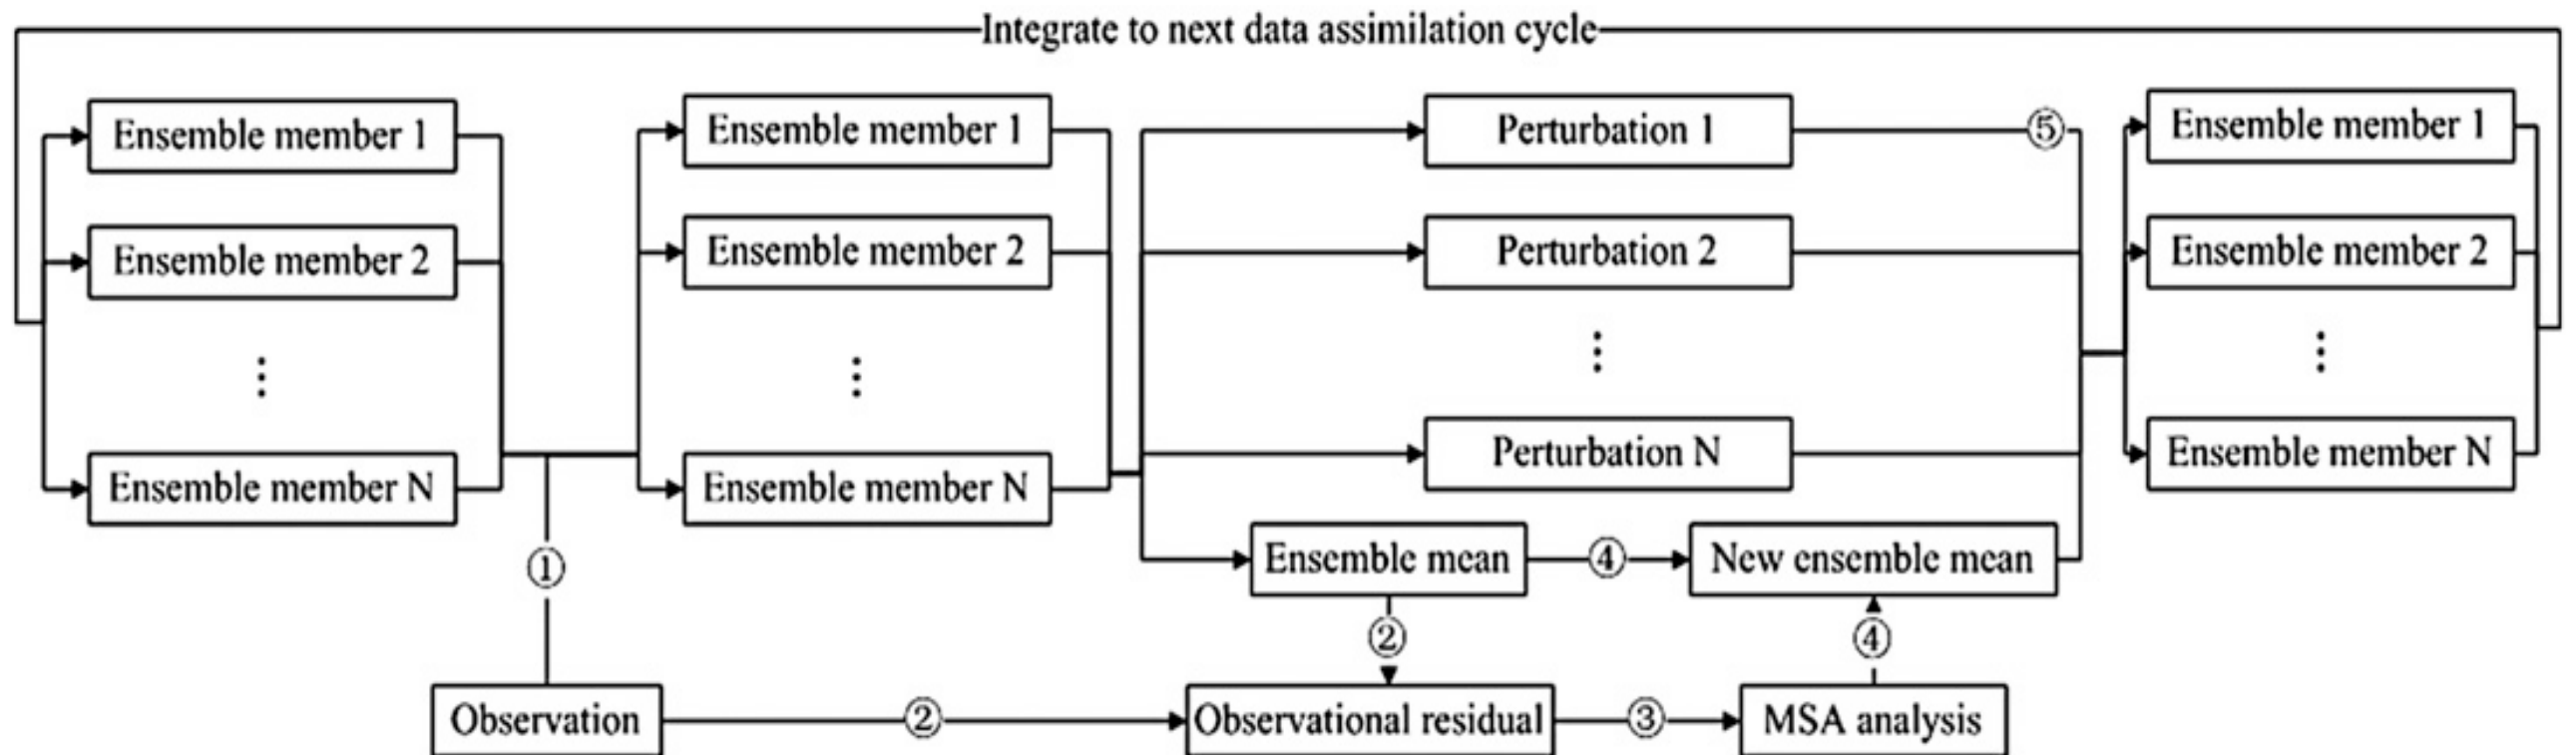 Integrate to next data assimilation cycle
Ensemble member 1
Ensemble member 1
Perturbation 1
⑤
Ensemble member 1
Ensemble member 2
Ensemble member 2
Perturbation 2
Ensemble member 2
⋮
⋮
⋮
⋮
Ensemble member N
Ensemble member N
Perturbation N
Ensemble member N
①
Ensemble mean
④
New ensemble mean
②
④
Observation
②
Observational residual
③
MSA analysis